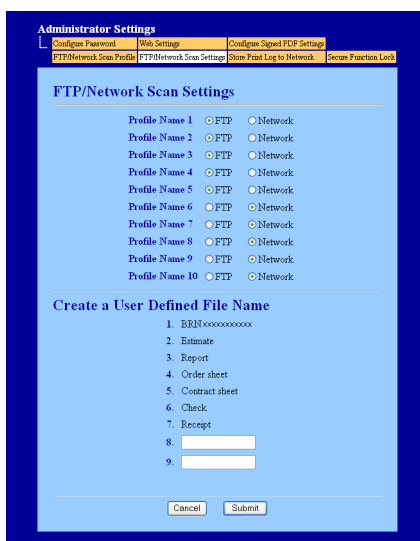 Administrator Settings
Configure Password Web Settings Configure Signed PDF Settings
FTP/Network Scan Profile FTP/Network Scan Settings Store Print Log to Network Secure Function Lock
FTP/Network Scan Settings
Profile Name 1 FTP Network
Profile Name 2 FTP Network
Profile Name 3 FTP Network
Profile Name 4 FTP Network
Profile Name 5 FTP Network
Profile Name 6 FTP Network
Profile Name 7 FTP Network
Profile Name 8 FTP Network
Profile Name 9 FTP Network
Profile Name 10 FTP Network
Create a User Defined File Name
1. BRNxxxxxxxxxx
2. Estimate
3. Report
4. Order sheet
5. Contract sheet
6. Check
7. Receipt
8.
9.
Cancel Submit